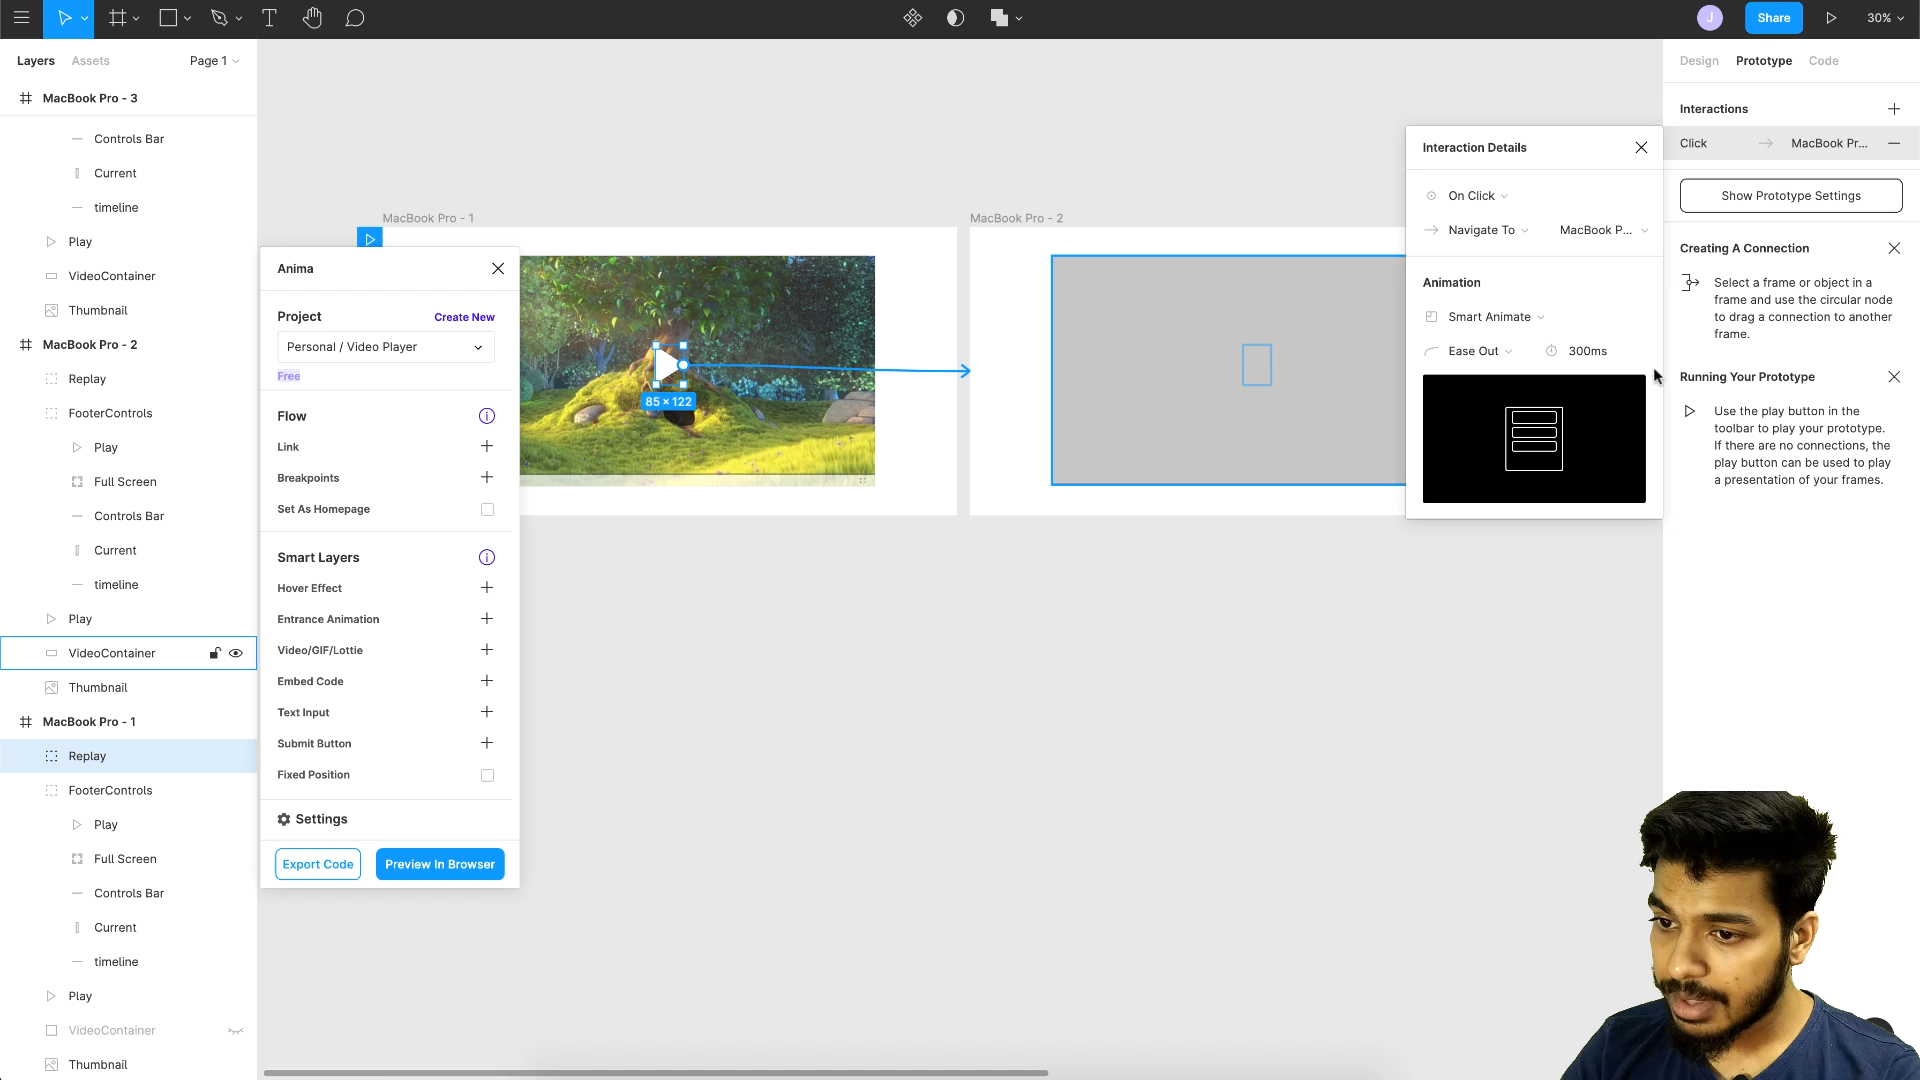 J
Share
30%
Layers
Assets
Page 1
MacBook Pro - 3
Controls Bar
Current
timeline
Play
VideoContainer
Thumbnail
MacBook Pro - 2
Replay
FooterControls
Play
Full Screen
Controls Bar
Current
timeline
Play
VideoContainer
Thumbnail
MacBook Pro - 1
Replay
FooterControls
Play
Full Screen
Controls Bar
Current
timeline
Play
VideoContainer
Thumbnail
Anima
Project
Create New
Personal / Video Player
Free
Flow
Link
Breakpoints
Set As Homepage
Smart Layers
Hover Effect
Entrance Animation
Video/GIF/Lottie
Embed Code
Text Input
Submit Button
Fixed Position
Settings
Export Code
Preview In Browser
MacBook Pro - 1
85 × 122
MacBook Pro - 2
Interaction Details
On Click
Navigate To
MacBook P...
Animation
Smart Animate
Ease Out
300ms
Design
Prototype
Code
Interactions
Click
MacBook Pr...
Show Prototype Settings
Creating A Connection
Select a frame or object in a
frame and use the circular node
to drag a connection to another
frame.
Running Your Prototype
Use the play button in the
toolbar to play your prototype.
If there are no connections, the
play button can be used to play
a presentation of your frames.